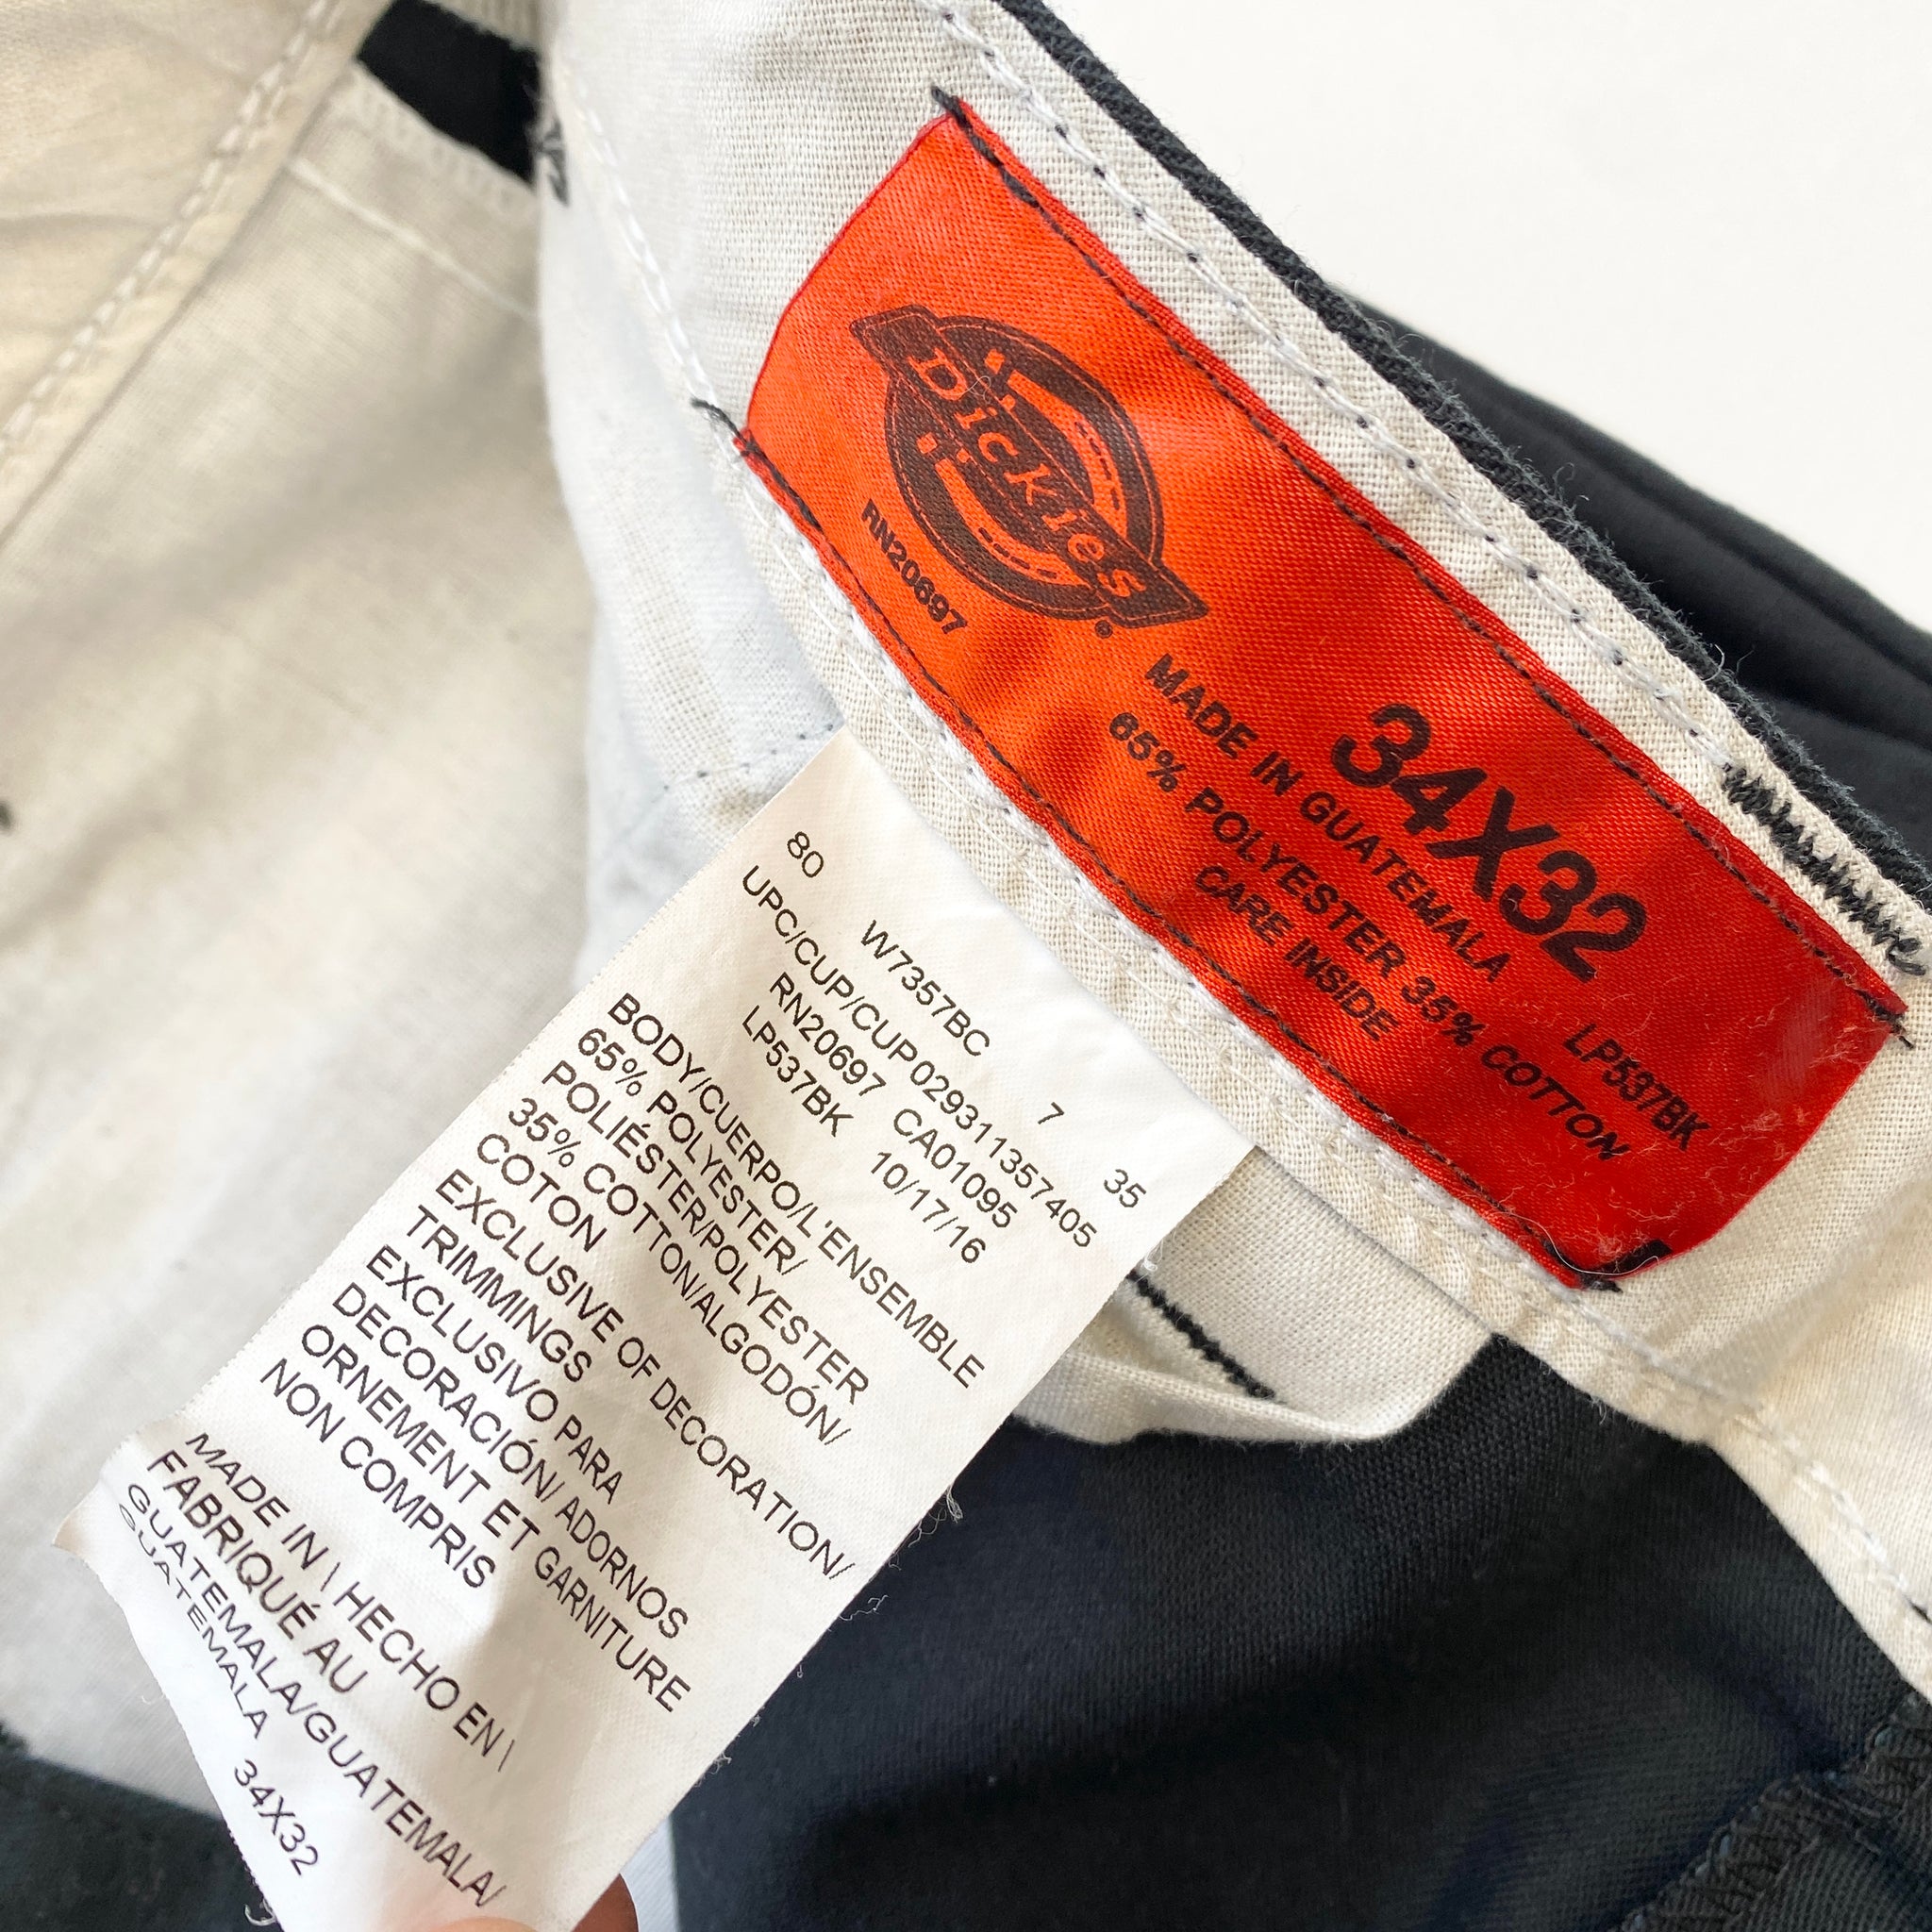 Dickies
RN20697
34X32
MADE IN GUATEMALA
65% POLYESTER 35% COTTON
CARE INSIDE
LP537BK
80 W7357BC 7 35
UPC/CUP/CUP 029311357405
RN20697 CA01095
LP537BK 10/17/16
BODY/CUERPO/L'ENSEMBLE
65% POLYESTER/
POLIÉSTER/POLYESTER
35% COTTON/ALGODÓN/
COTON
EXCLUSIVE OF DECORATION/
TRIMMINGS
EXCLUSIVO PARA
DECORACIÓN/ ADORNOS
ORNEMENT ET GARNITURE
NON COMPRIS
MADE IN \ HECHO EN \
FABRIQUÉ AU
GUATEMALA/GUATEMALA/
GUATEMALA
34X32